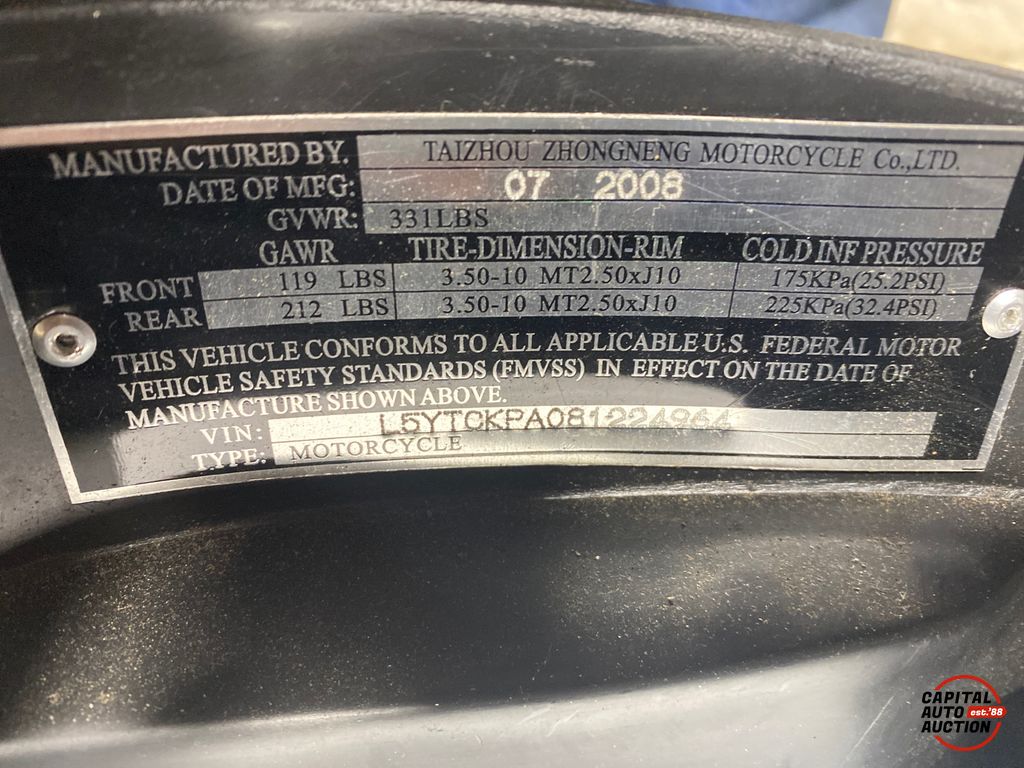 MANUFACTURED BY. TAIZHOU ZHONGNENG MOTORCYCLE Co.,LTD.
DATE OF MFG: 07 2008
GVWR: 331LBS
GAWR TIRE-DIMENSION-RIM COLD INF PRESSURE
FRONT 119 LBS 3.50-10 MT2.50xJ10 175KPa(25.2PSI)
REAR 212 LBS 3.50-10 MT2.50xJ10 225KPa(32.4PSI)
THIS VEHICLE CONFORMS TO ALL APPLICABLE U.S. FEDERAL MOTOR
VEHICLE SAFETY STANDARDS (FMVSS) IN EFFECT ON THE DATE OF
MANUFACTURE SHOWN ABOVE.
VIN: L5YTCKPA081224964
TYPE: MOTORCYCLE
CAPITAL
AUTO est.'88
AUCTION